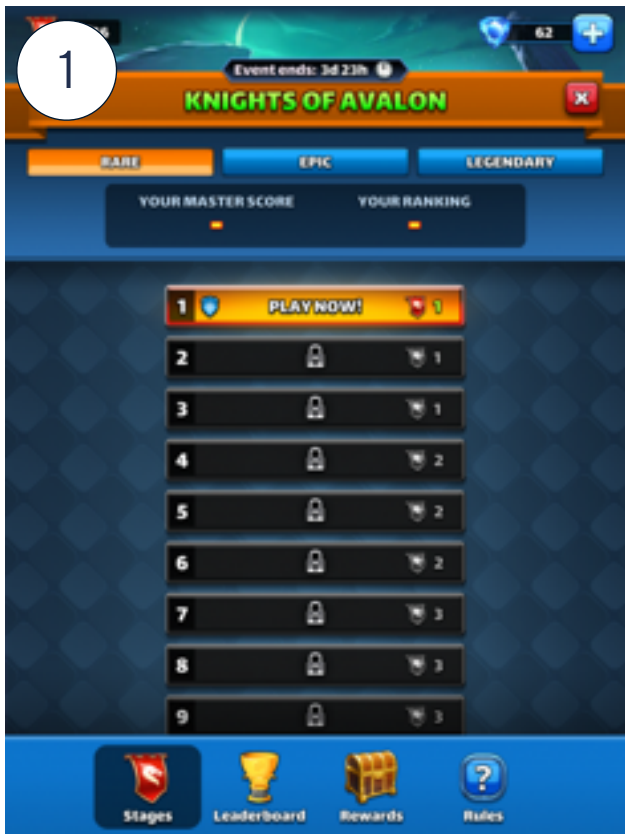 1
62
Event ends: 3d 23h
KNIGHTS OF AVALON
RARE EPIC LEGENDARY
YOUR MASTER SCORE YOUR RANKING
- -
1 PLAY NOW! 1
2 1
3 1
4 2
5 2
6 2
7 3
8 3
9 3
Stages Leaderboard Rewards Rules